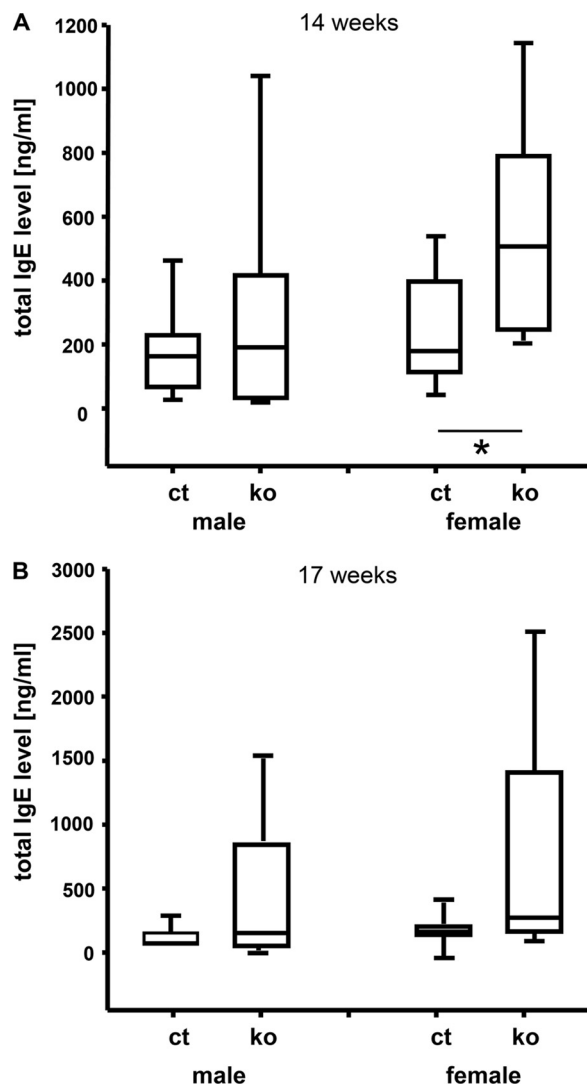 A
14 weeks
total IgE level [ng/ml]
1200
1000
800
600
400
200
0
*
ct ko ct ko
male female
B
17 weeks
total IgE level [ng/ml]
3000
2500
2000
1500
1000
500
0
ct ko ct ko
male female